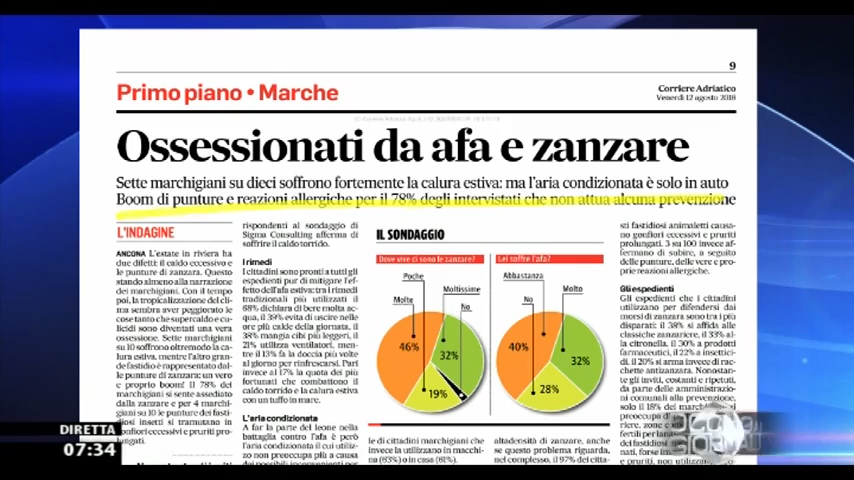 9
Primo piano • Marche
Corriere Adriatico
Venerdì 12 agosto 2018
Ossessionati da afa e zanzare
Sette marchigiani su dieci soffrono fortemente la calura estiva: ma l'aria condizionata è solo in auto
Boom di punture e reazioni allergiche per il 78% degli intervistati che non attua alcuna prevenzione
L'INDAGINE
ANCONA L'estate in riviera ha
due difetti: il caldo eccessivo e
le punture di zanzara. Questo
stando almeno alla narrazione
dei marchigiani. Con il tempo
poi, la tropicalizzazione del cli-
ma sembra aver peggiorato le
cose tanto che supercaldo e cu-
licidi sono diventati una vera
ossessione. Sette marchigiani
su 10 soffrono oltremodo la ca-
lura estiva, mentre l'altro gran-
de fastidio è rappresentato dal-
le punture di zanzara: un vero
e proprio boom! Il 78% dei
marchigiani si sente assediato
dalla zanzare e per 4 marchi-
giani su 10 le punture dei fasti-
diosi insetti si tramutano in
gonfiori eccessivi e pruriti pro-
lungati.
rispondenti al sondaggio di
Sigma Consulting afferma di
soffrire il caldo torrido.
I rimedi
I cittadini sono pronti a tutti gli
espedienti pur di mitigare l'ef-
fetto dell'afa estiva: tra i rimedi
tradizionali più utilizzati il
68% dichiara di bere molta ac-
qua, il 39% evita di uscire nelle
ore più calde della giornata, il
38% mangia cibi più leggeri, il
21% utilizza ventilatori, men-
tre il 13% fa la doccia più volte
al giorno per rinfrescarsi. Pari
invece al 17% la quota dei più
fortunati che combattono il
caldo torrido e la calura estiva
con un tuffo in mare.
L'aria condizionata
A far la parte del leone nella
battaglia contro l'afa è però
l'aria condizionata il cui utiliz-
zo non preoccupa più a causa
dei possibili inconvenienti per
IL SONDAGGIO
Dove vive ci sono le zanzare?
Poche
Moltissime
Molte
No
46%
32%
19%
Lei soffre l'afa?
Abbastanza
No
Molto
40%
32%
28%
le di cittadini marchigiani che
invece la utilizzano in macchi-
na (63%) o in casa (61%).
altadensità di zanzare, anche
se questo problema riguarda,
nel complesso, il 97% dei citta-
sti fastidiosi animaletti causa-
no gonfiori eccessivi e pruriti
prolungati. 3 su 100 invece af-
fermano di subire, a seguito
delle punture, delle vere e pro-
prie reazioni allergiche.
Gli espedienti
Gli espedienti che i cittadini
utilizzano per difendersi dai
morsi di zanzara sono tra i più
disparati: il 38% si affida alle
classiche zanzariere, il 33% al-
la citronella, il 30% a prodotti
farmaceutici, il 22% a insettici-
di, il 20% si arma invece di rac-
chette antizanzara. Nonostan-
te gli inviti, costanti e ripetuti,
da parte delle amministrazio-
ni comunali alla prevenzione,
solo il 18% dei
preoccupa di
DIRETTA
07:34